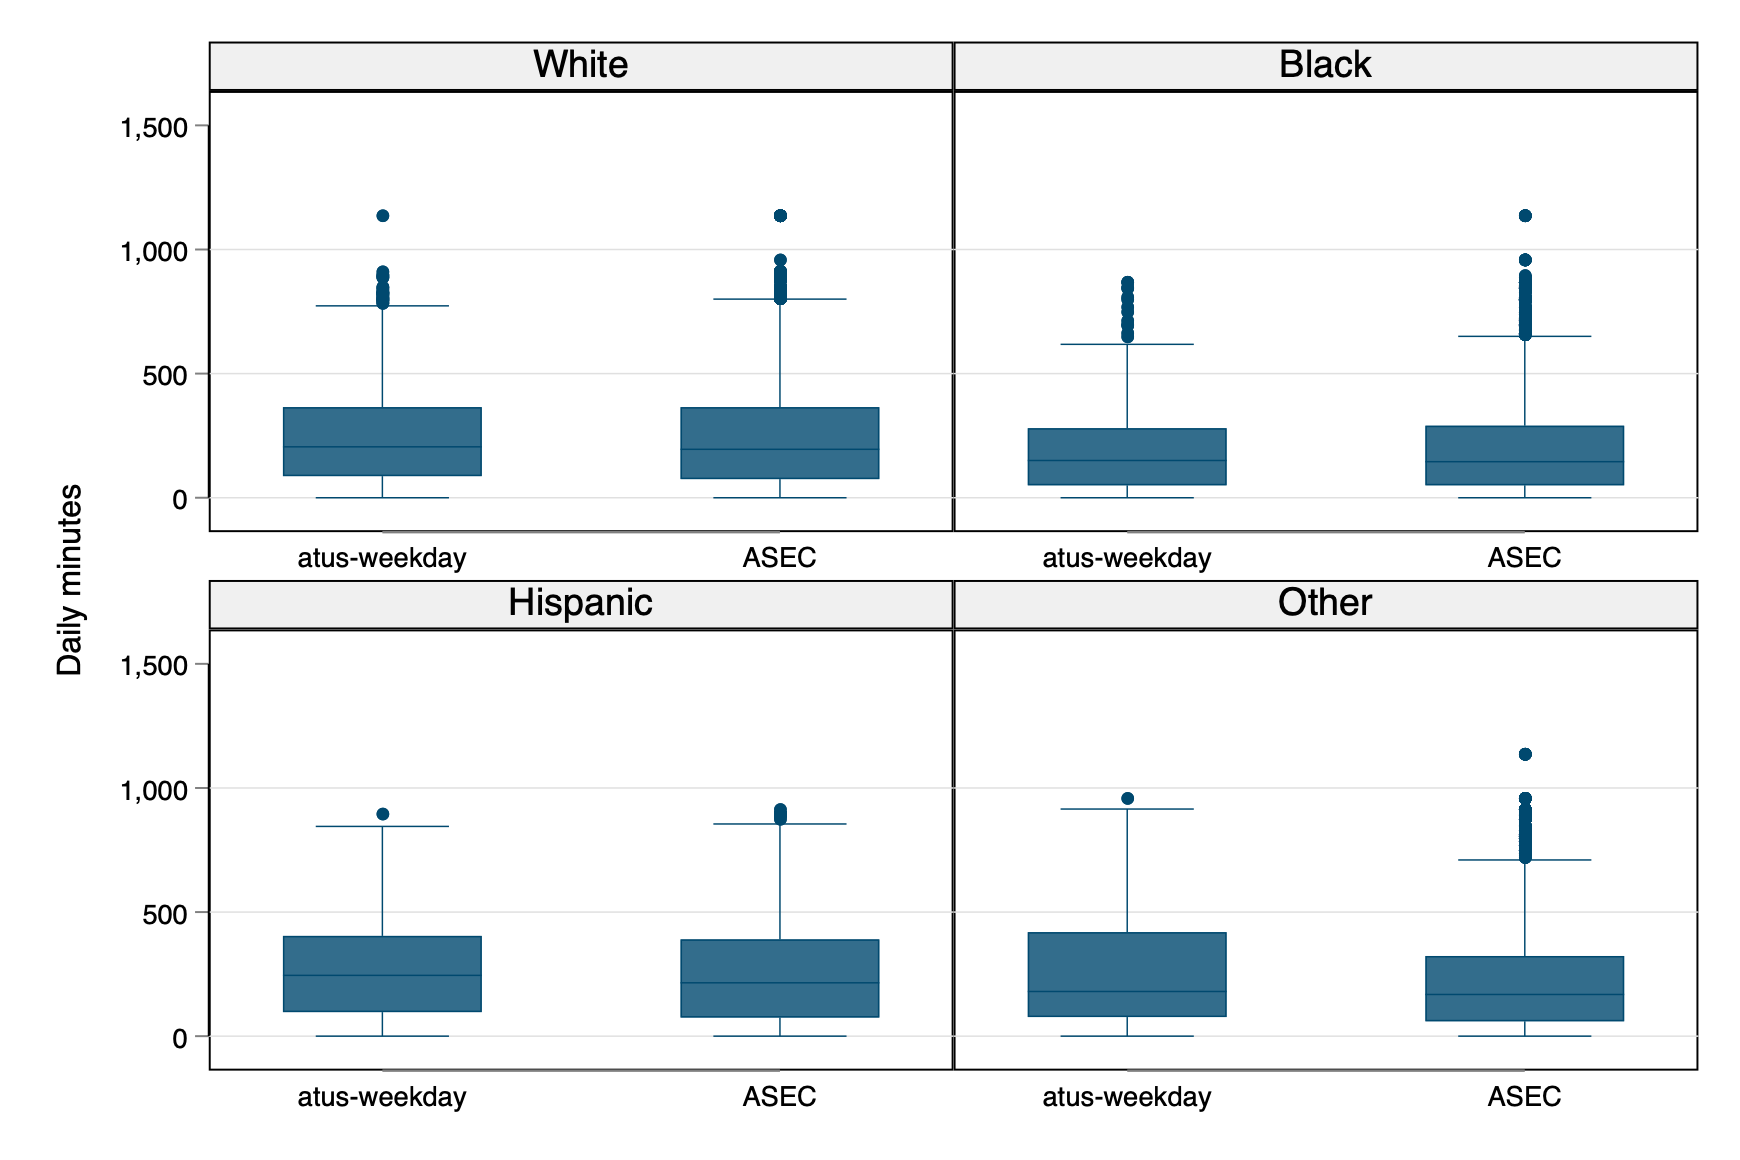 White
Black
Daily minutes
1,500
1,000
500
0
atus-weekday
ASEC
atus-weekday
ASEC
Hispanic
Other
1,500
1,000
500
0
atus-weekday
ASEC
atus-weekday
ASEC